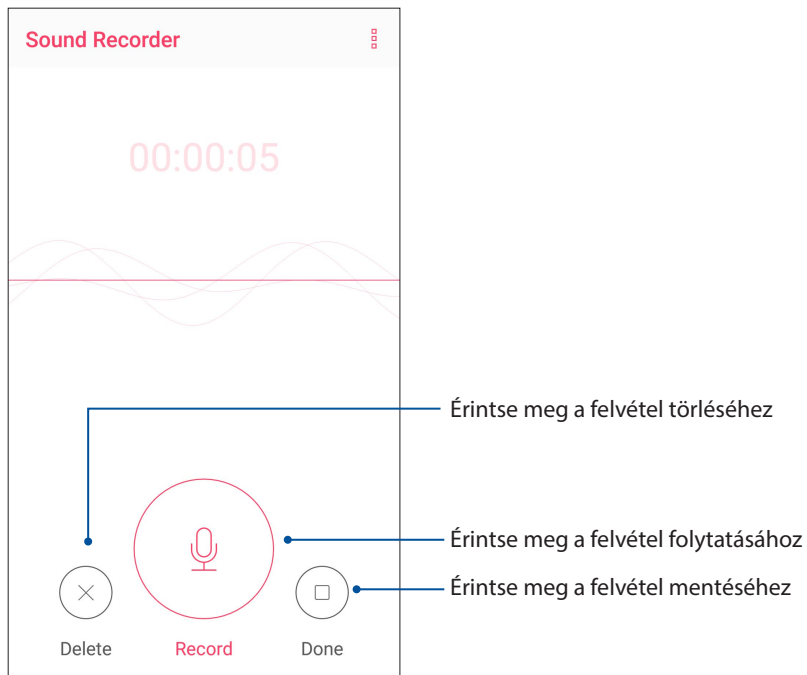 Sound Recorder
00:00:05
Érintse meg a felvétel törléséhez
Érintse meg a felvétel folytatásához
Érintse meg a felvétel mentéséhez
Delete
Record
Done